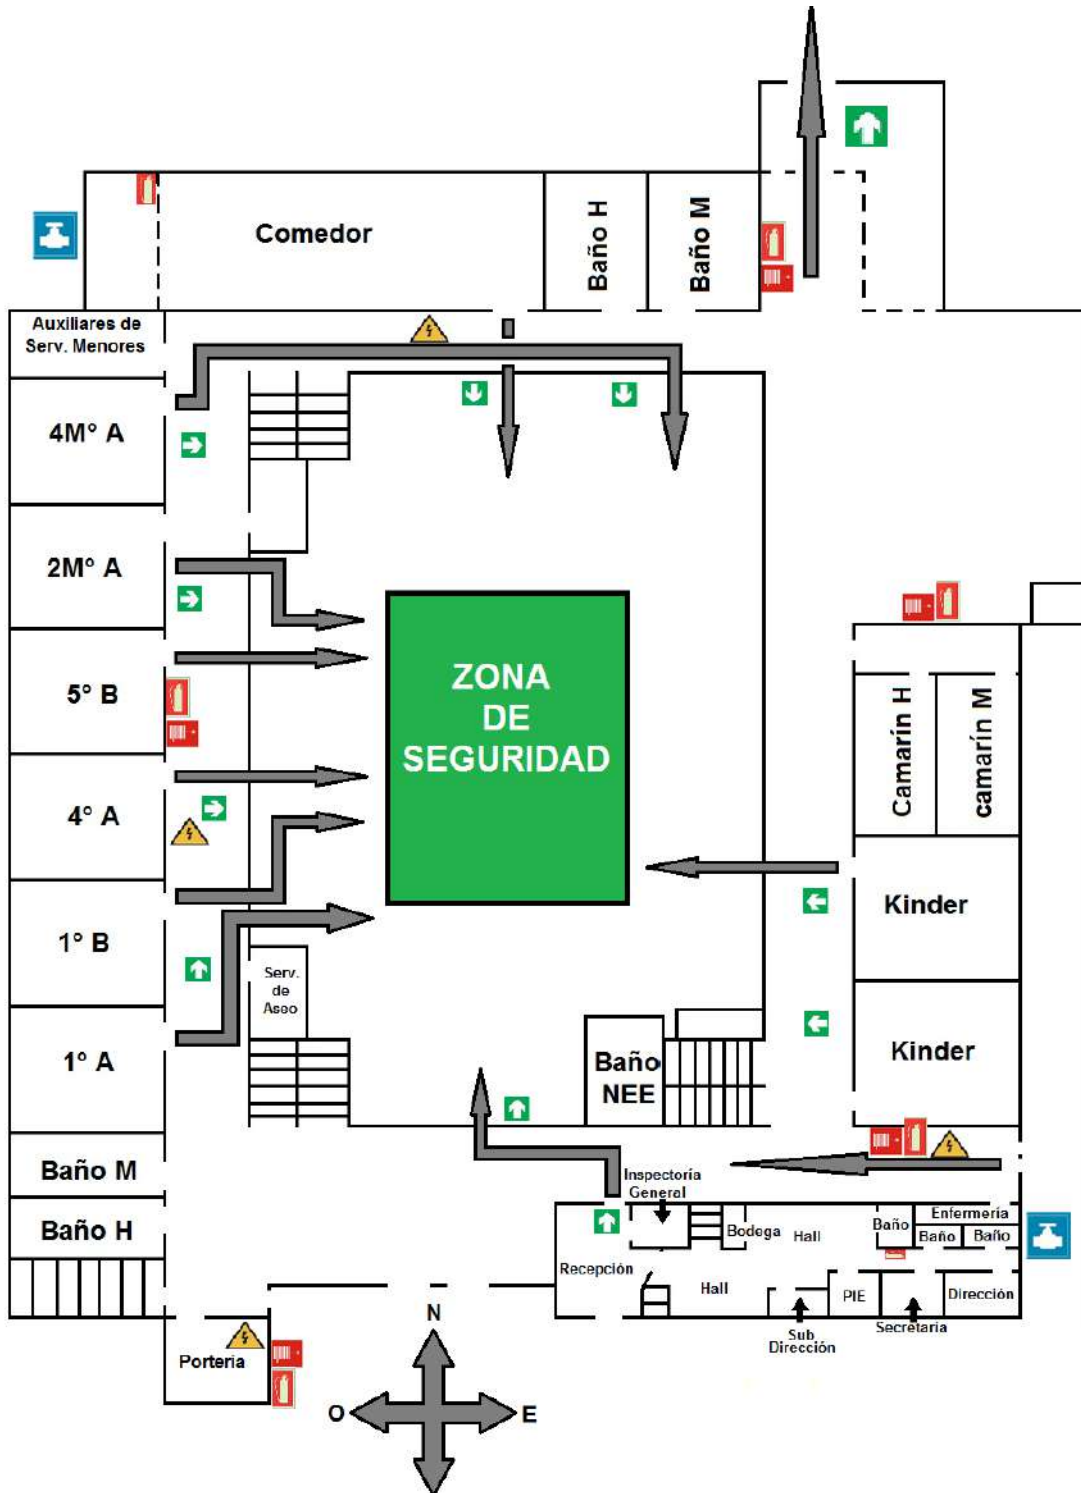 Comedor
Baño H
Baño M
Auxiliares de
Serv. Menores
4M° A
2M° A
5° B
4° A
1° B
1° A
Baño M
Baño H
Portería
ZONA
DE
SEGURIDAD
Serv.
de
Aseo
Baño
NEE
Camarín H
camarín M
Kinder
Kinder
Inspectoría
General
Recepción
Bodega
Hall
Hall
Baño
Enfermería
Baño
Baño
PIE
Dirección
Secretaria
Sub
Dirección
N
O
E